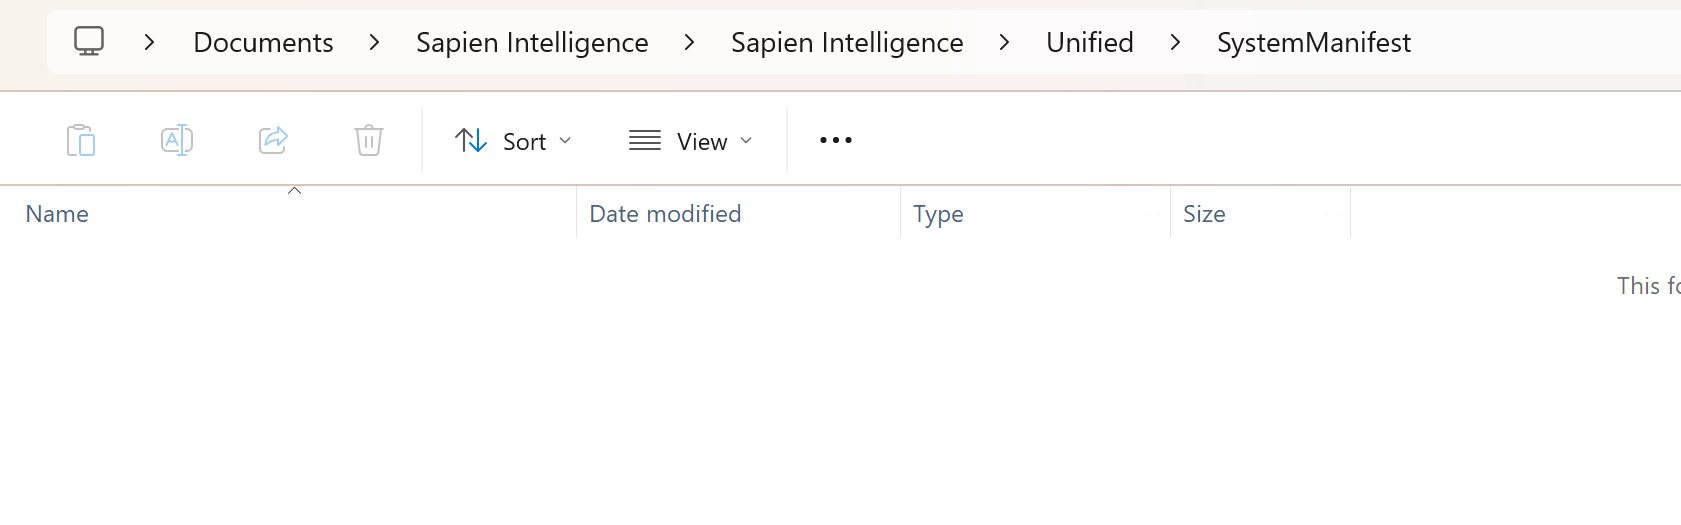 Documents Sapien Intelligence Sapien Intelligence Unified SystemManifest
Sort View
Name Date modified Type Size
This